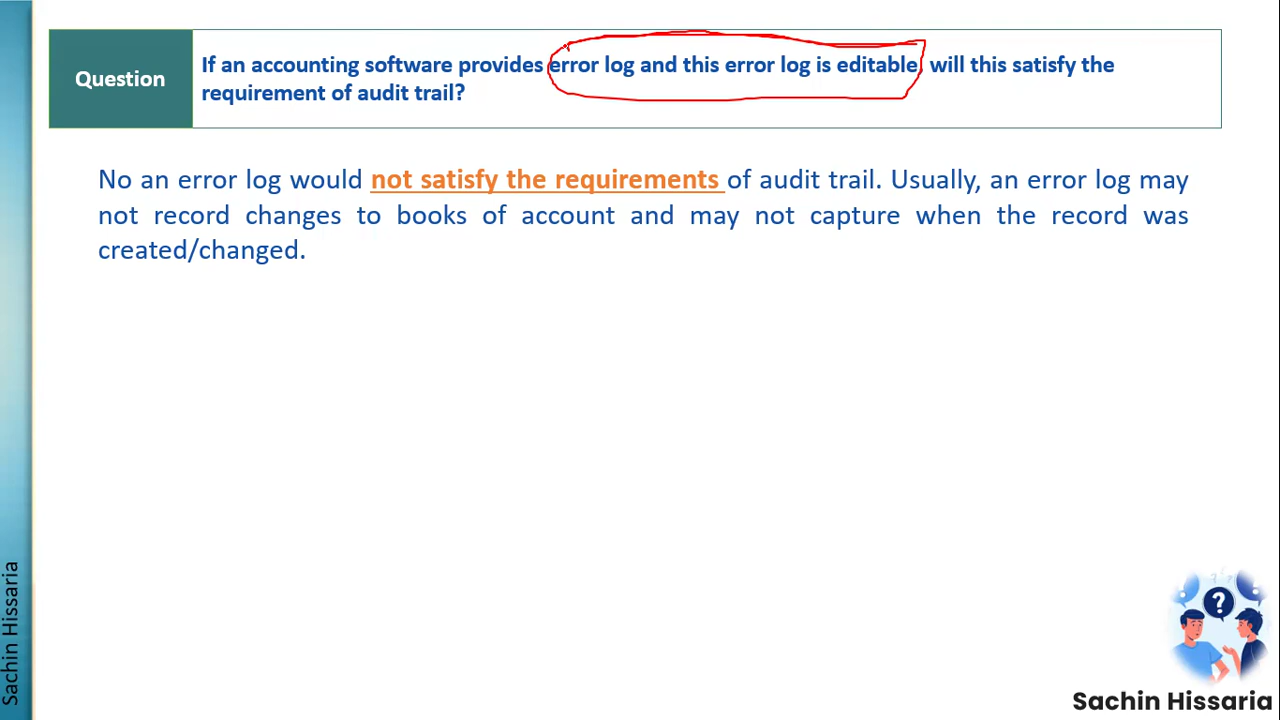 Question
If an accounting software provides error log and this error log is editable, will this satisfy the
requirement of audit trail?
No an error log would not satisfy the requirements of audit trail. Usually, an error log may
not record changes to books of account and may not capture when the record was
created/changed.
Sachin Hissaria
?
Sachin Hissaria